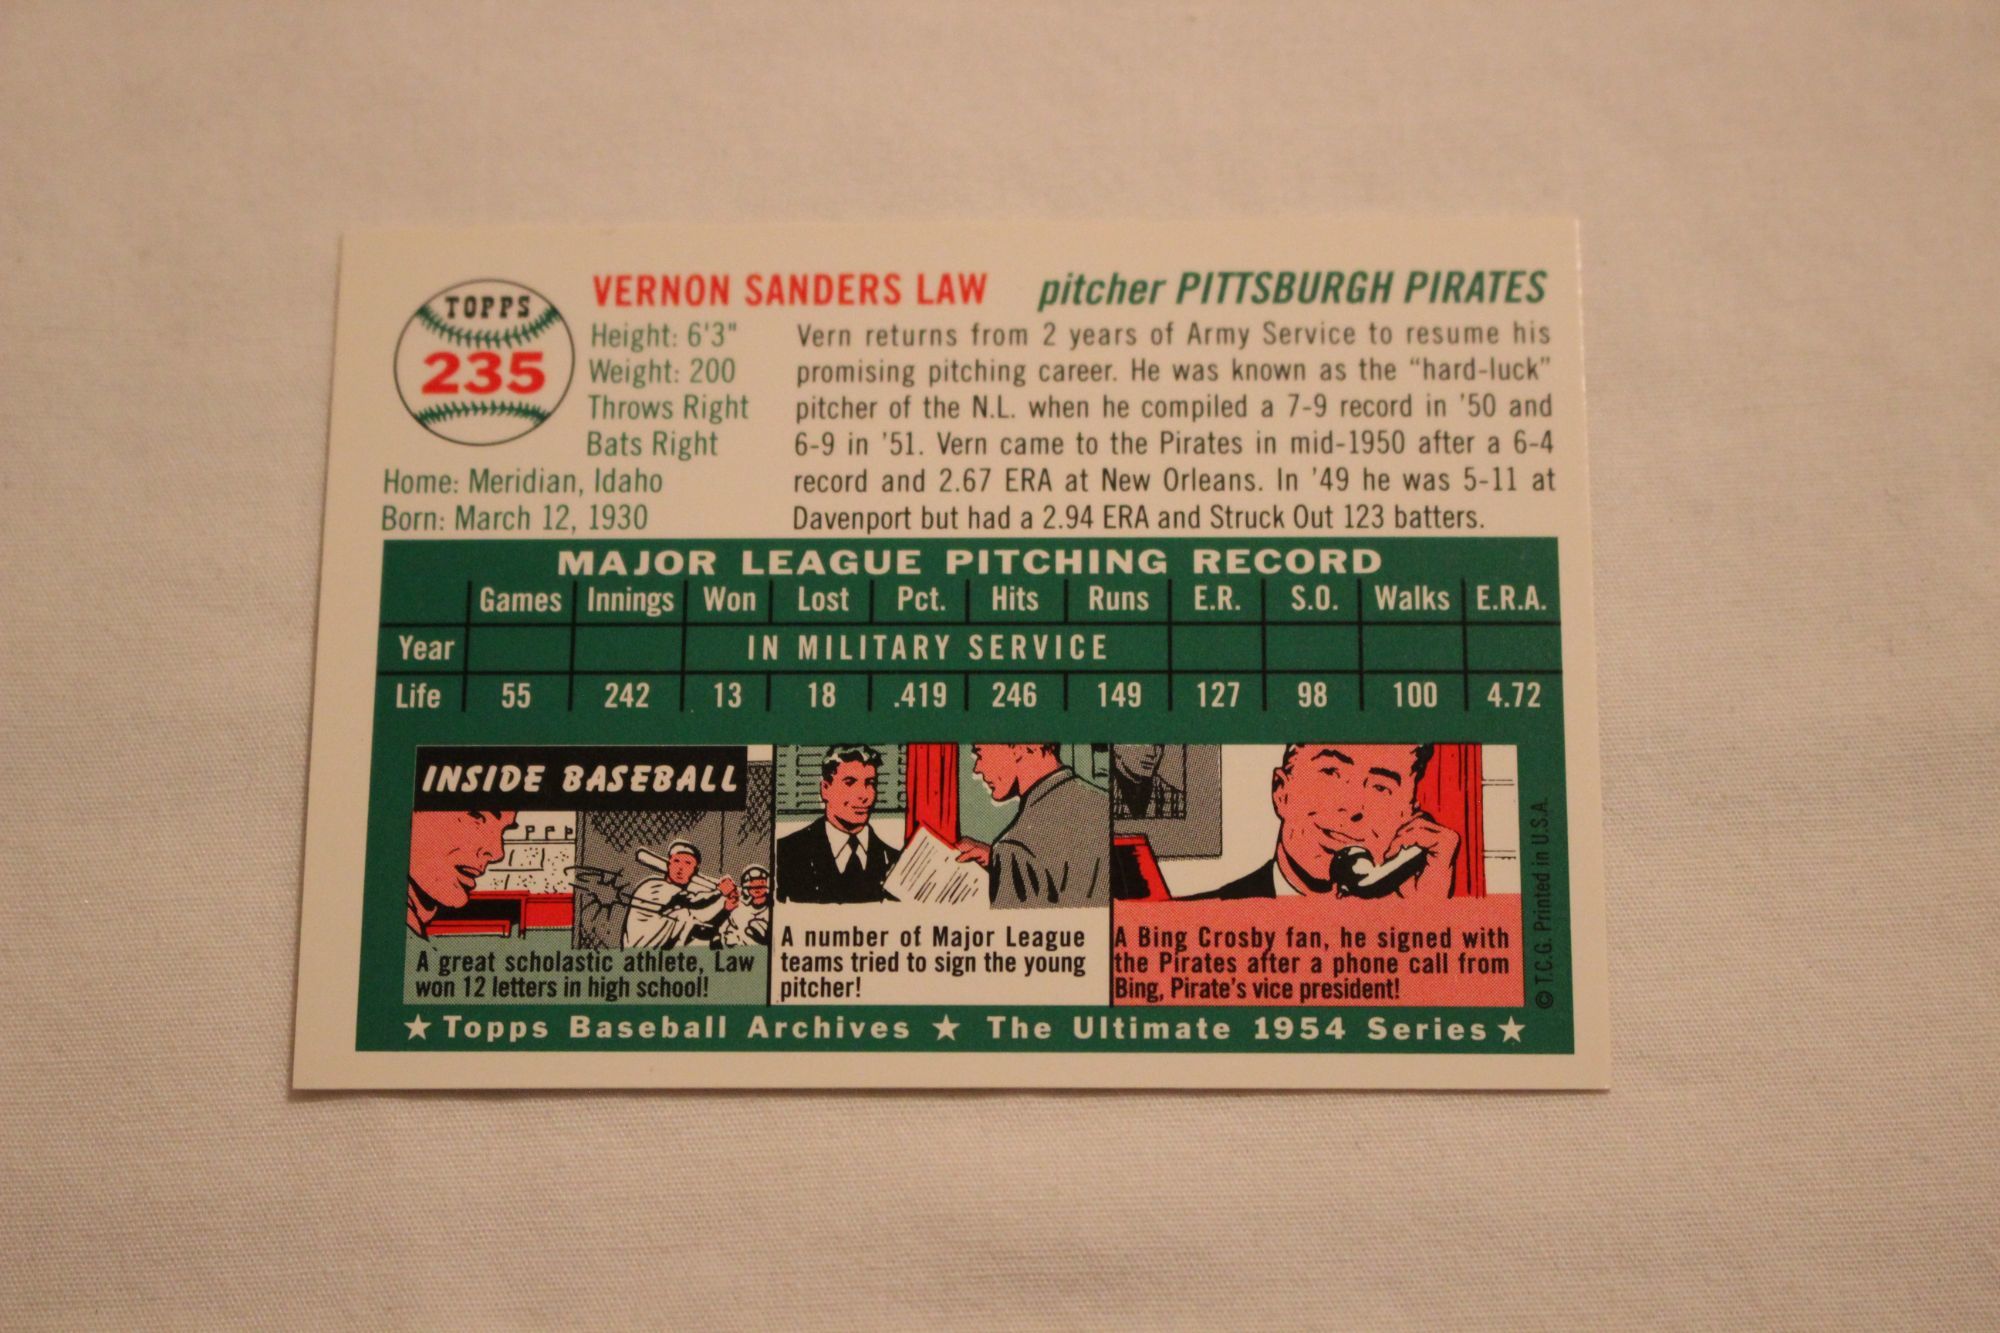 TOPPS
235
VERNON SANDERS LAW pitcher PITTSBURGH PIRATES
Height: 6'3"
Weight: 200
Throws Right
Bats Right
Home: Meridian, Idaho
Born: March 12, 1930
Vern returns from 2 years of Army Service to resume his
promising pitching career. He was known as the "hard-luck"
pitcher of the N.L. when he compiled a 7-9 record in '50 and
6-9 in '51. Vern came to the Pirates in mid-1950 after a 6-4
record and 2.67 ERA at New Orleans. In '49 he was 5-11 at
Davenport but had a 2.94 ERA and Struck Out 123 batters.
MAJOR LEAGUE PITCHING RECORD
Games Innings Won Lost Pct. Hits Runs E.R. S.O. Walks E.R.A.
Year IN MILITARY SERVICE
Life 55 242 13 18 .419 246 149 127 98 100 4.72
INSIDE BASEBALL
A great scholastic athlete, Law
won 12 letters in high school!
A number of Major League
teams tried to sign the young
pitcher!
A Bing Crosby fan, he signed with
the Pirates after a phone call from
Bing, Pirate's vice president!
© T.C.G. Printed in U.S.A.
★ Topps Baseball Archives ★ The Ultimate 1954 Series ★